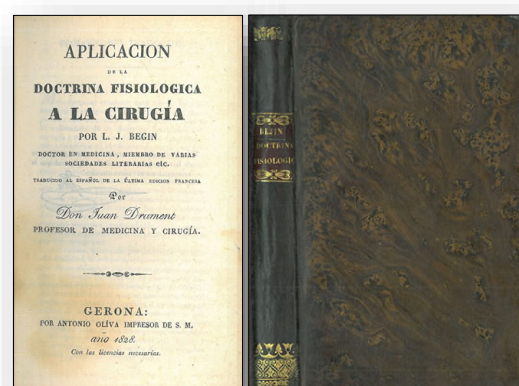 APLICACION
DE LA
DOCTRINA FISIOLOGICA
A LA CIRUGÍA
POR L. J. BEGIN
DOCTOR EN MEDICINA, MIEMBRO DE VARIAS
SOCIEDADES LITERARIAS etc.
TRADUCIDO AL ESPAÑOL DE LA ÚLTIMA EDICION FRANCESA
Por
Don Juan Drument
PROFESOR DE MEDICINA Y CIRUGÍA.
GERONA:
POR ANTONIO OLÍVA IMPRESOR DE S. M.
año 1828.
Con las licencias necesarias.
BEJIN
DOCTRINA
FISIOLOGIC